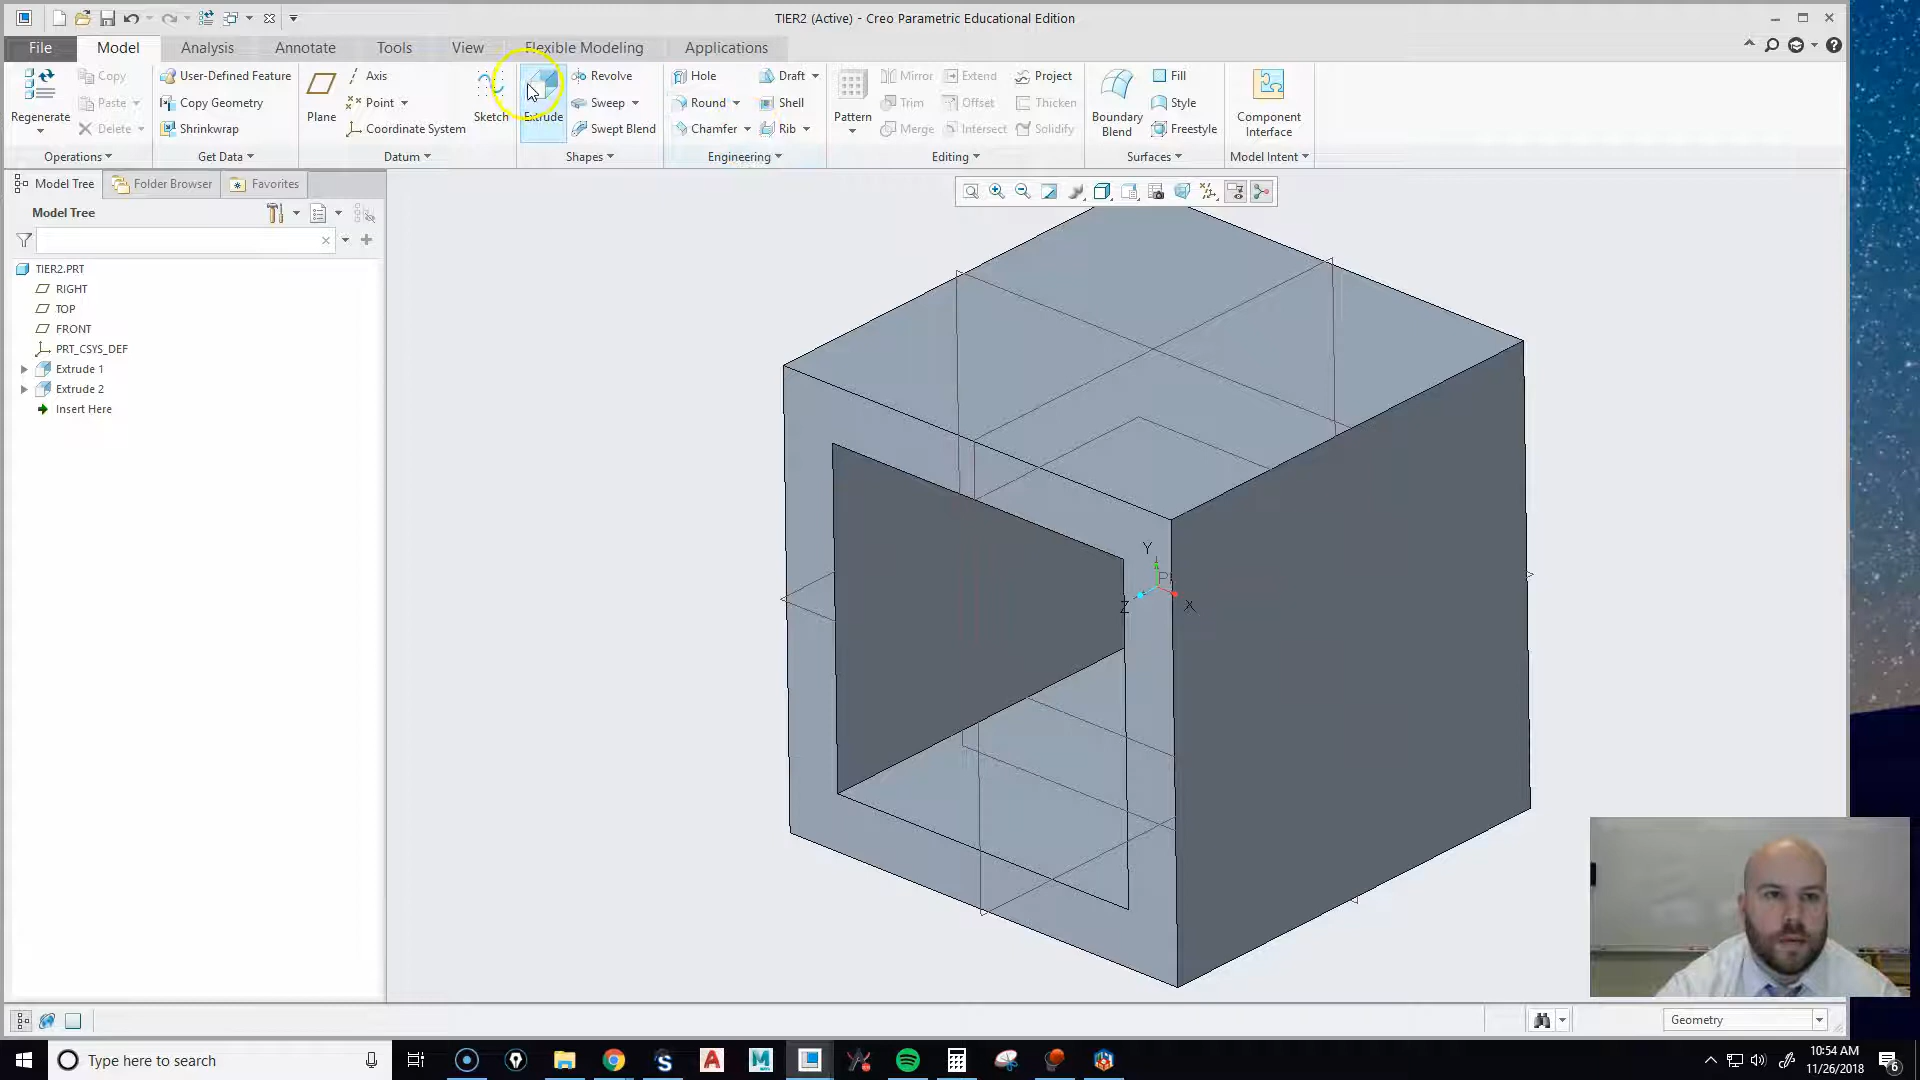 TIER2 (Active) - Creo Parametric Educational Edition
File Model Analysis Annotate Tools View Flexible Modeling Applications
Regenerate
Copy
Paste
Delete
Operations
User-Defined Feature
Copy Geometry
Shrinkwrap
Get Data
Plane
Axis
Point
Coordinate System
Sketch
Datum
Extrude
Revolve
Sweep
Swept Blend
Shapes
Hole
Round
Chamfer
Draft
Shell
Rib
Engineering
Pattern
Mirror
Trim
Merge
Extend
Offset
Intersect
Project
Thicken
Solidify
Editing
Boundary
Blend
Fill
Style
Freestyle
Surfaces
Component
Interface
Model Intent
Model Tree Folder Browser Favorites
Model Tree
TIER2.PRT
RIGHT
TOP
FRONT
PRT_CSYS_DEF
Extrude 1
Extrude 2
Insert Here
Y
P
Z
X
Geometry
Type here to search
10:54 AM
11/26/2018
6